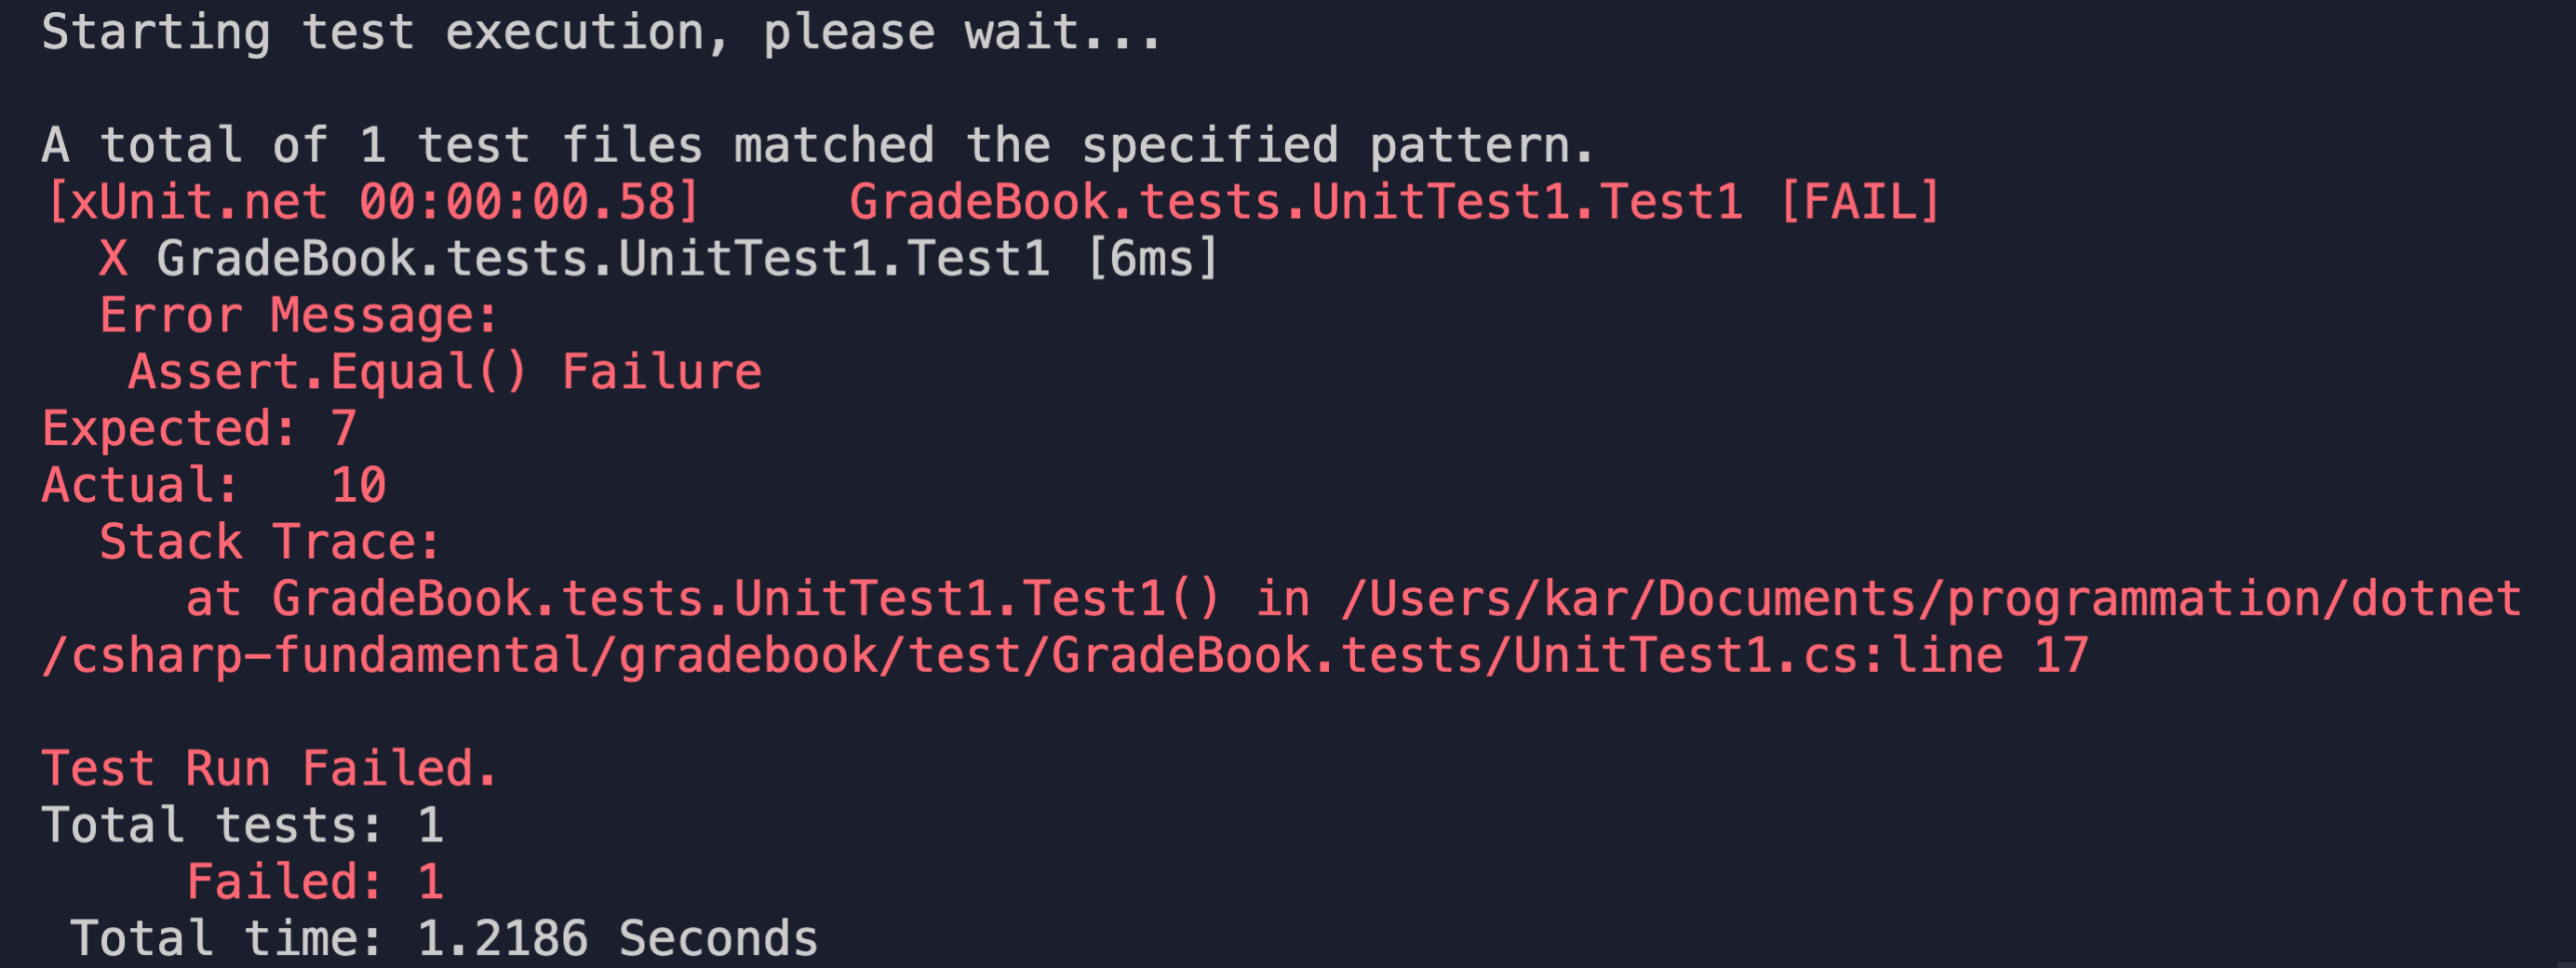 Starting test execution, please wait...
A total of 1 test files matched the specified pattern.
[xUnit.net 00:00:00.58]     GradeBook.tests.UnitTest1.Test1 [FAIL]
X GradeBook.tests.UnitTest1.Test1 [6ms]
Error Message:
Assert.Equal() Failure
Expected: 7
Actual:   10
Stack Trace:
at GradeBook.tests.UnitTest1.Test1() in /Users/kar/Documents/programmation/dotnet
/csharp-fundamental/gradebook/test/GradeBook.tests/UnitTest1.cs:line 17
Test Run Failed.
Total tests: 1
Failed: 1
Total time: 1.2186 Seconds